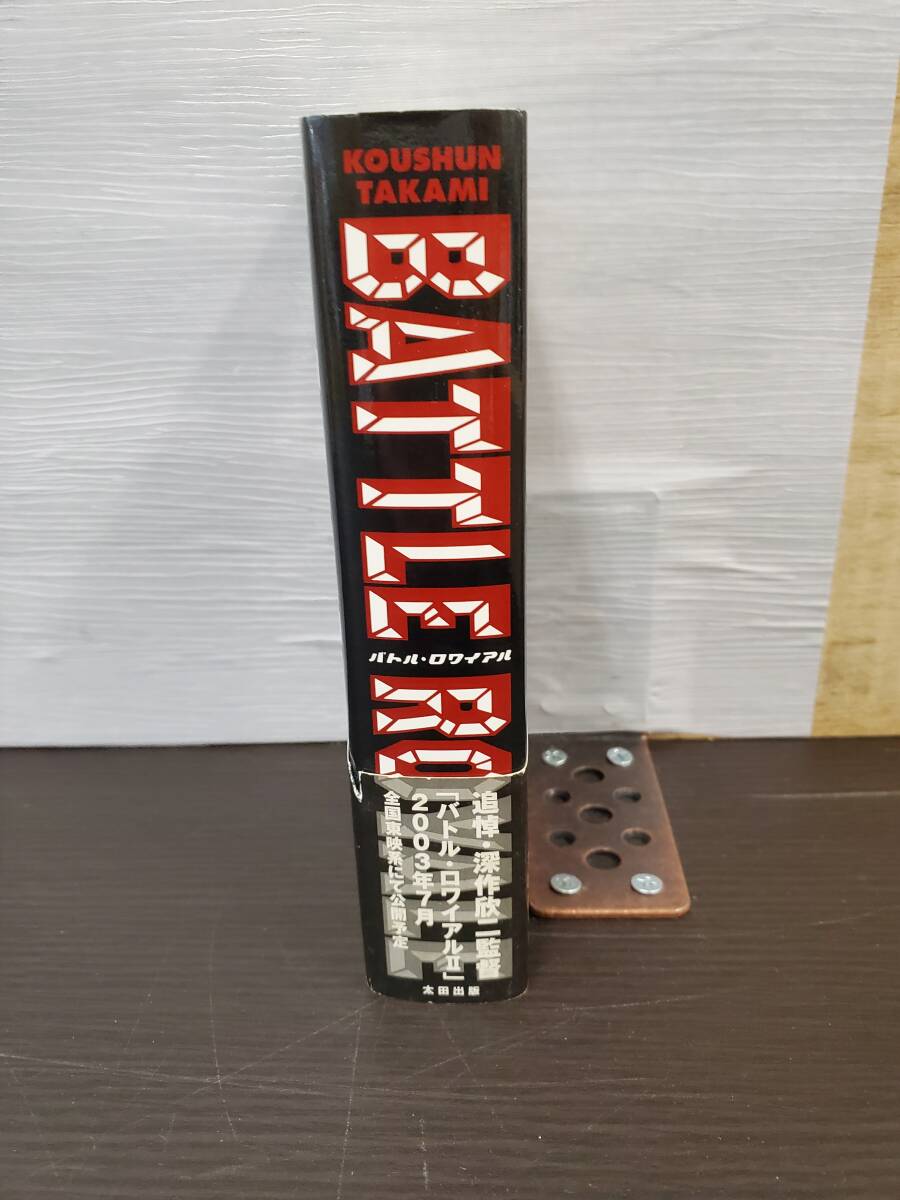 KOUSHUN
TAKAMI
BATTLE RO
バトル・ロワイアル
追悼・深作欣二監督
「バトル・ロワイアルⅡ」
2003年7月
全国東映系にて公開予定
太田出版